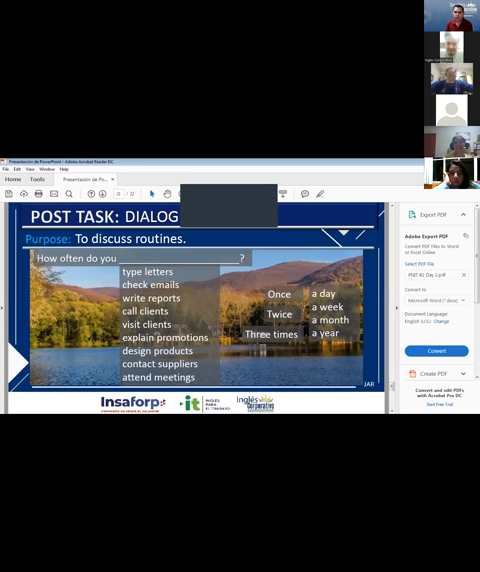 Inglés Corporativo
Presentación de PowerPoint - Adobe Acrobat Reader DC
File Edit View Window Help
Home Tools Presentación de Po... ×
21 / 22
POST TASK: DIALOG
Purpose: To discuss routines.
How often do you ____________________?
type letters
check emails
write reports
call clients
visit clients
explain promotions
design products
contact suppliers
attend meetings
Once
Twice
Three times
a day
a week
a month
a year
JAR
Insaforp
it
INGLÉS
PARA
EL TRABAJO
Inglés
Corporativo
Export PDF
Adobe Export PDF
Convert PDF Files to Word
or Excel Online
Select PDF File
PNIT-B2 Day 2.pdf ×
Convert to
Microsoft Word (*.docx)
Document Language:
English (U.S.) Change
Convert
Create PDF
Convert and edit PDFs
with Acrobat Pro DC
Start Free Trial